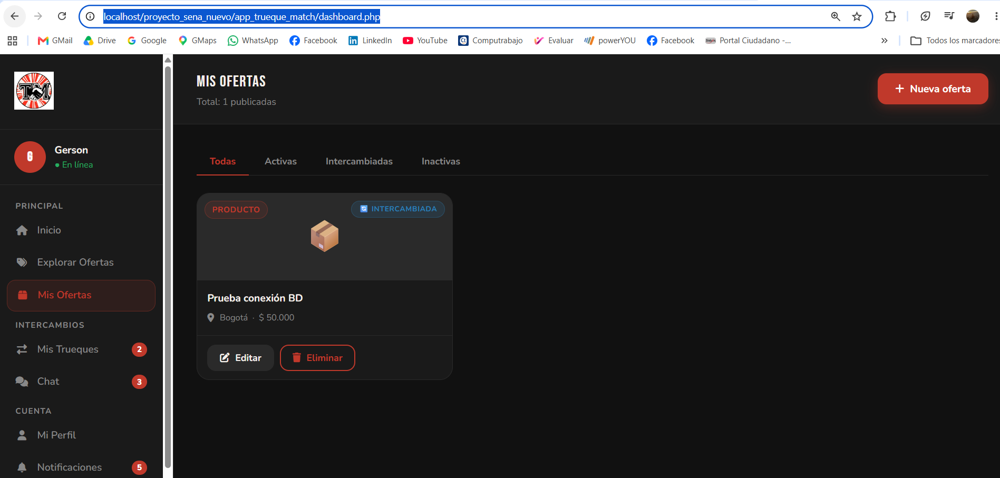 localhost/proyecto_sena_nuevo/app_trueque_match/dashboard.php
GMail
Drive
Google
GMaps
WhatsApp
Facebook
LinkedIn
YouTube
Computrabajo
Evaluar
powerYOU
Facebook
Portal Ciudadano -...
Todos los marcadores
TM
G
Gerson
En línea
PRINCIPAL
Inicio
Explorar Ofertas
Mis Ofertas
INTERCAMBIOS
Mis Trueques 2
Chat 3
CUENTA
Mi Perfil
Notificaciones 5
MIS OFERTAS
Total: 1 publicadas
+ Nueva oferta
Todas Activas Intercambiadas Inactivas
PRODUCTO
INTERCAMBIADA
Prueba conexión BD
Bogotá · $ 50.000
Editar
Eliminar